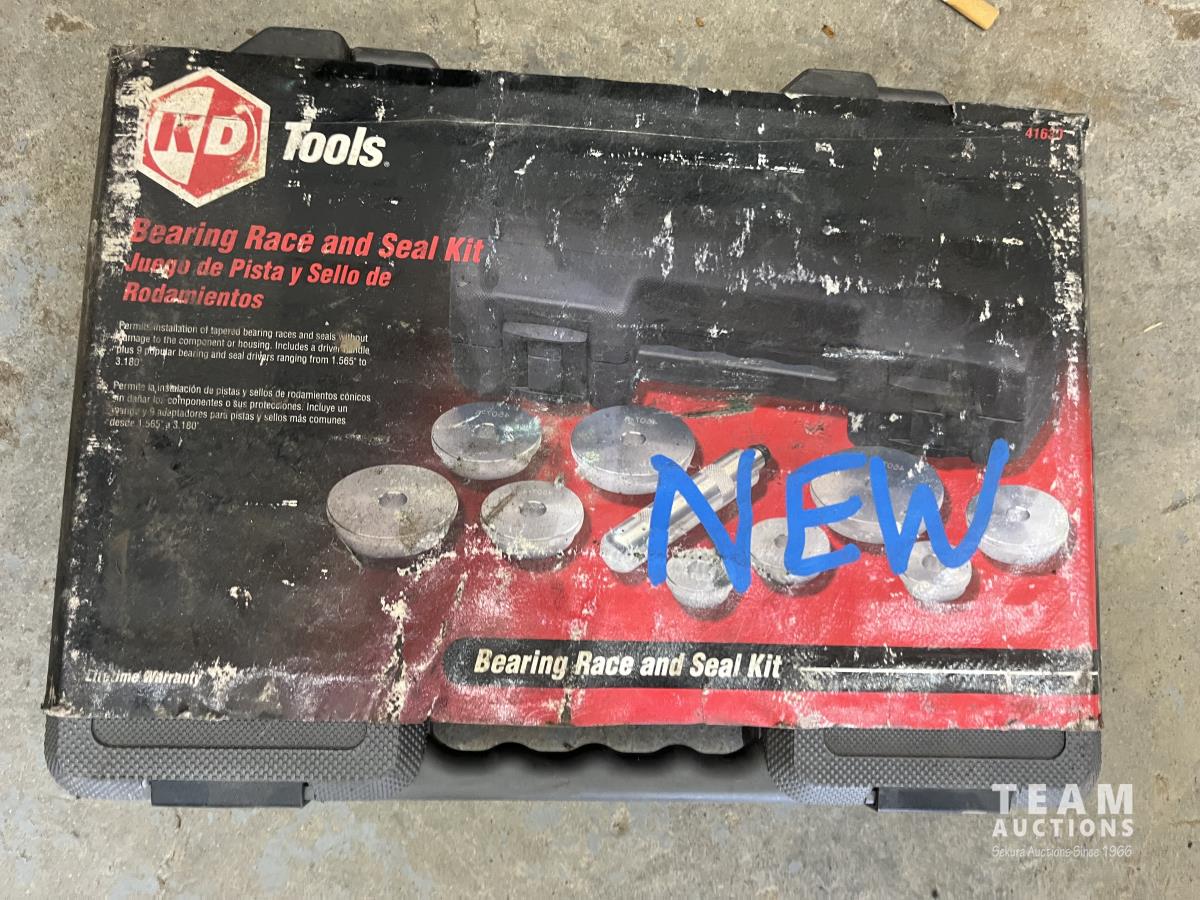 KD Tools®
Bearing Race and Seal Kit
Juego de Pista y Sello de
Rodamientos
Permits installation of tapered bearing races and seals without
damage to the component or housing. Includes a driver handle
plus 9 popular bearing and seal drivers ranging from 1.565" to
3.180"
Permite la instalación de pistas y sellos de rodamientos cónicos
sin dañar los componentes o sus protecciones. Incluye un
mango y 9 adaptadores para pistas y sellos más comunes
desde 1.565" a 3.180"
NEW
Bearing Race and Seal Kit
Lifetime Warranty
TEAM
AUCTIONS
Sekura Auctions Since 1966